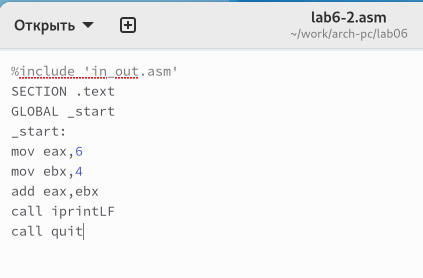 Открыть
lab6-2.asm
~/work/arch-pc/lab06
%include 'in_out.asm'
SECTION .text
GLOBAL _start
_start:
mov eax,6
mov ebx,4
add eax,ebx
call iprintLF
call quit